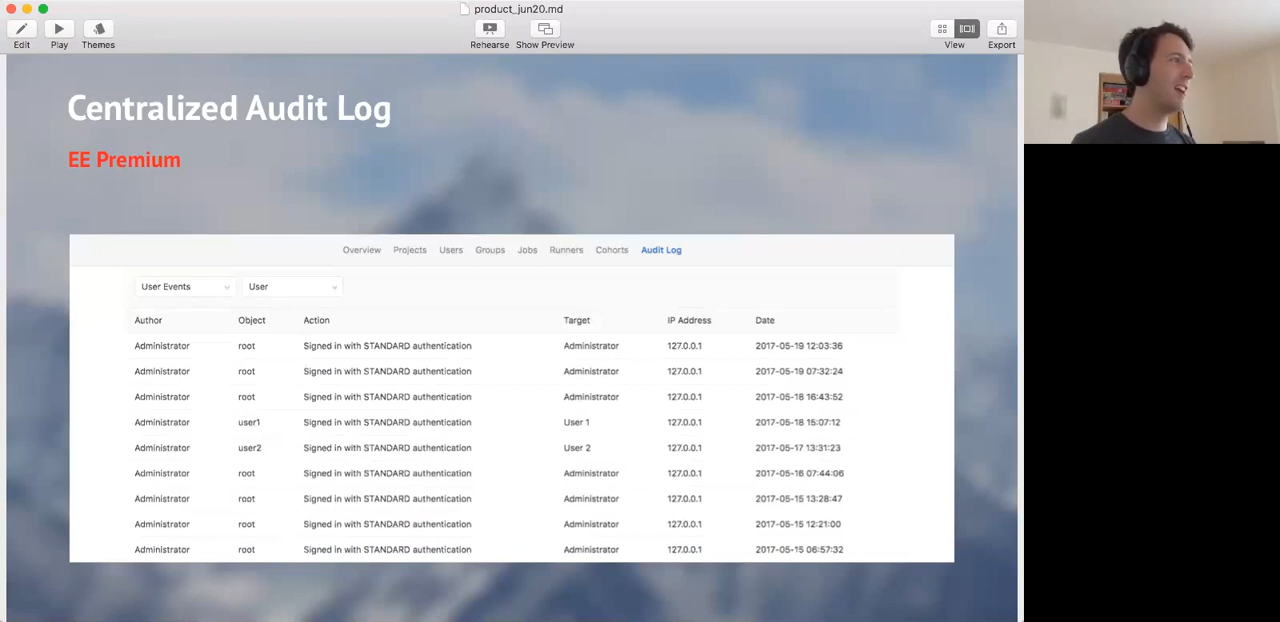 product_jun20.md
Edit Play Themes Rehearse Show Preview View Export
Centralized Audit Log
EE Premium
Overview Projects Users Groups Jobs Runners Cohorts Audit Log
User Events User
Author Object Action Target IP Address Date
Administrator root Signed in with STANDARD authentication Administrator 127.0.0.1 2017-05-19 12:03:36
Administrator root Signed in with STANDARD authentication Administrator 127.0.0.1 2017-05-19 07:32:24
Administrator root Signed in with STANDARD authentication Administrator 127.0.0.1 2017-05-18 16:43:52
Administrator user1 Signed in with STANDARD authentication User 1 127.0.0.1 2017-05-18 15:07:12
Administrator user2 Signed in with STANDARD authentication User 2 127.0.0.1 2017-05-17 13:31:23
Administrator root Signed in with STANDARD authentication Administrator 127.0.0.1 2017-05-16 07:44:06
Administrator root Signed in with STANDARD authentication Administrator 127.0.0.1 2017-05-15 13:28:47
Administrator root Signed in with STANDARD authentication Administrator 127.0.0.1 2017-05-15 12:21:00
Administrator root Signed in with STANDARD authentication Administrator 127.0.0.1 2017-05-15 06:57:32